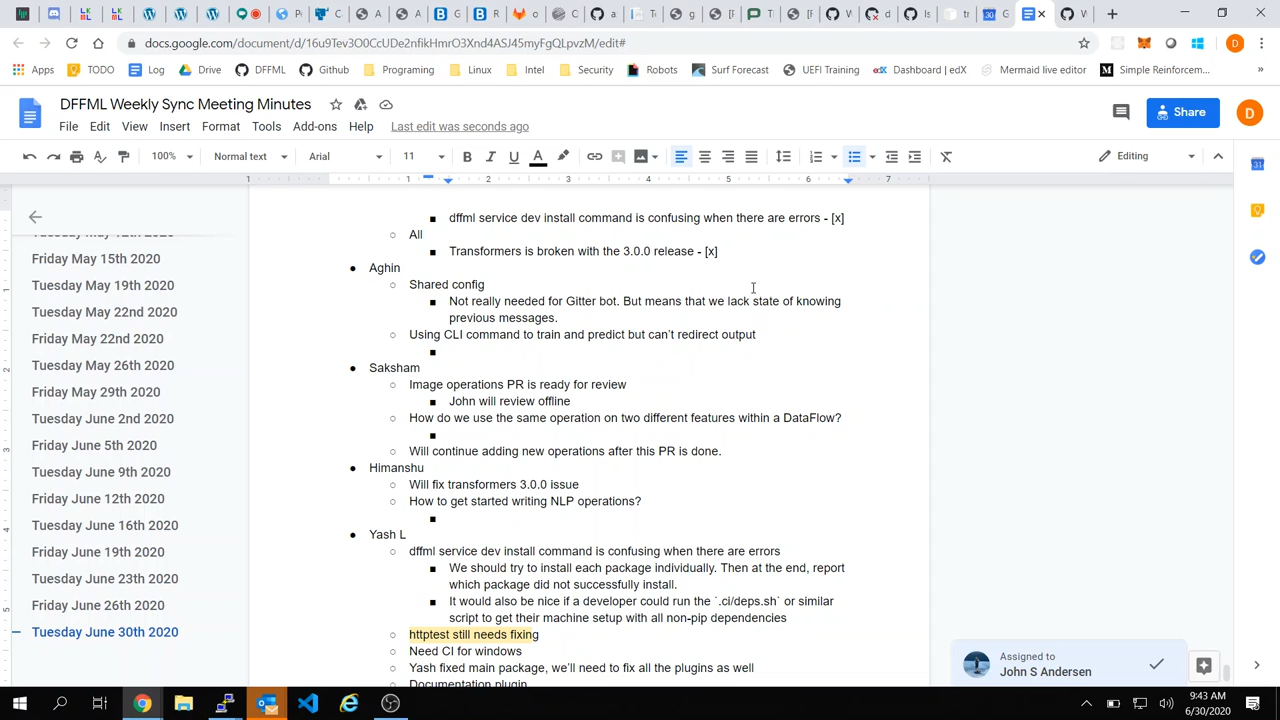 docs.google.com/document/d/16u9Tev3O0CcUDe2nfikHmrO3Xnd4ASJ45myFgQLpvzM/edit#
Apps TODO Log Drive DFFML Github Programing Linux Intel Security Robots Surf Forecast UEFI Training Dashboard | edX Mermaid live editor Simple Reinforcem...
DFFML Weekly Sync Meeting Minutes
File Edit View Insert Format Tools Add-ons Help Last edit was seconds ago
Share
100% Normal text Arial 11 Editing
dffml service dev install command is confusing when there are errors - [x]
All
Transformers is broken with the 3.0.0 release - [x]
Aghin
Shared config
Not really needed for Gitter bot. But means that we lack state of knowing
previous messages.
Using CLI command to train and predict but can't redirect output
Saksham
Image operations PR is ready for review
John will review offline
How do we use the same operation on two different features within a DataFlow?
Will continue adding new operations after this PR is done.
Himanshu
Will fix transformers 3.0.0 issue
How to get started writing NLP operations?
Yash L
dffml service dev install command is confusing when there are errors
We should try to install each package individually. Then at the end, report
which package did not successfully install.
It would also be nice if a developer could run the `.ci/deps.sh` or similar
script to get their machine setup with all non-pip dependencies
httptest still needs fixing
Need CI for windows
Yash fixed main package, we'll need to fix all the plugins as well
Documentation plugin
Tuesday May 12th 2020
Friday May 15th 2020
Tuesday May 19th 2020
Tuesday May 22nd 2020
Friday May 22nd 2020
Tuesday May 26th 2020
Friday May 29th 2020
Tuesday June 2nd 2020
Friday June 5th 2020
Tuesday June 9th 2020
Friday June 12th 2020
Tuesday June 16th 2020
Friday June 19th 2020
Tuesday June 23th 2020
Friday June 26th 2020
Tuesday June 30th 2020
Assigned to
John S Andersen
9:43 AM
6/30/2020